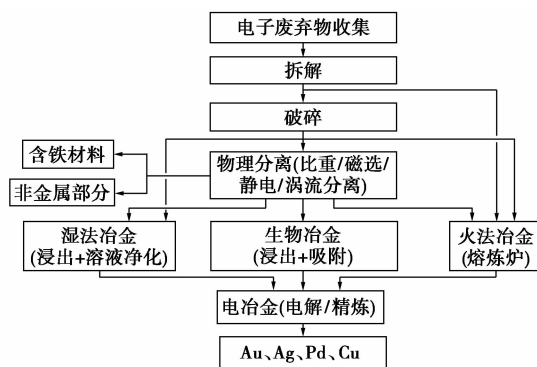 电子废弃物收集
拆解
破碎
含铁材料
非金属部分
物理分离(比重/磁选/
静电/涡流分离)
湿法冶金
(浸出+溶液净化)
生物冶金
(浸出+吸附)
火法冶金
(熔炼炉)
电冶金(电解/精炼)
Au、Ag、Pd、Cu